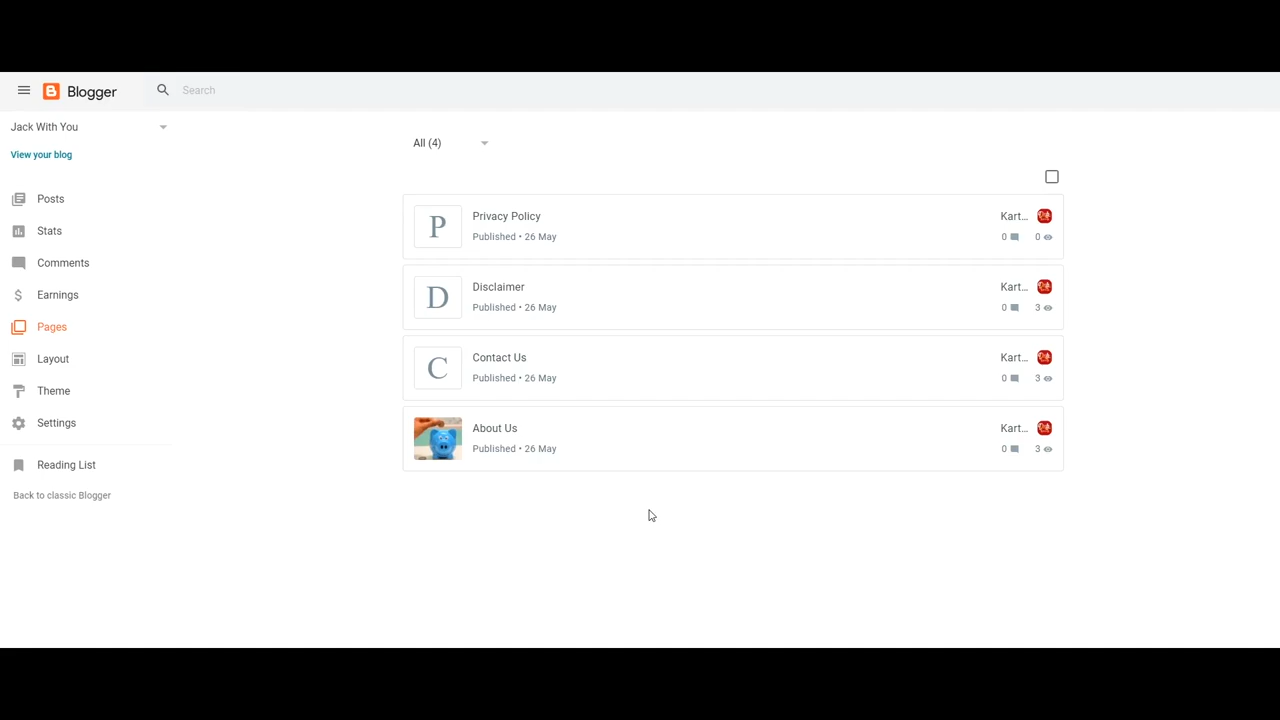 Blogger
Search
Jack With You
View your blog
Posts
Stats
Comments
Earnings
Pages
Layout
Theme
Settings
Reading List
Back to classic Blogger
All (4)
P Privacy Policy Kart...
Published • 26 May 0 0
D Disclaimer Kart...
Published • 26 May 0 3
C Contact Us Kart...
Published • 26 May 0 3
About Us Kart...
Published • 26 May 0 3